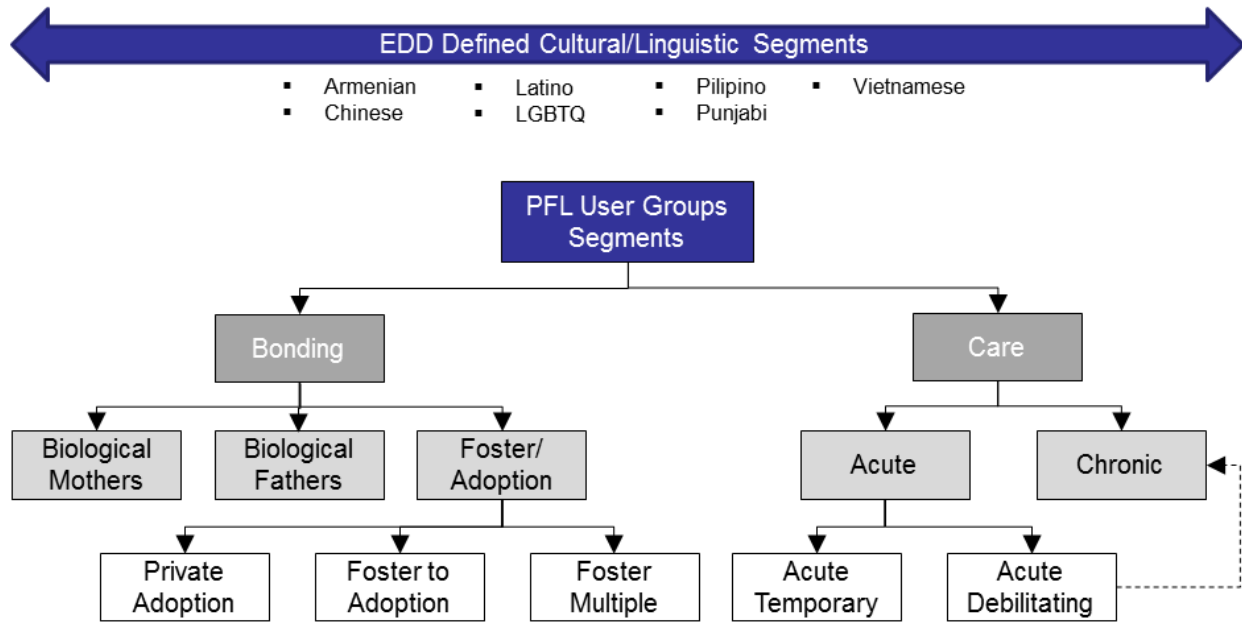 EDD Defined Cultural/Linguistic Segments
▪ Armenian ▪ Latino ▪ Pilipino ▪ Vietnamese
▪ Chinese ▪ LGBTQ ▪ Punjabi
PFL User Groups
Segments
Bonding
Care
Biological
Mothers
Biological
Fathers
Foster/
Adoption
Acute
Chronic
Private
Adoption
Foster to
Adoption
Foster
Multiple
Acute
Temporary
Acute
Debilitating